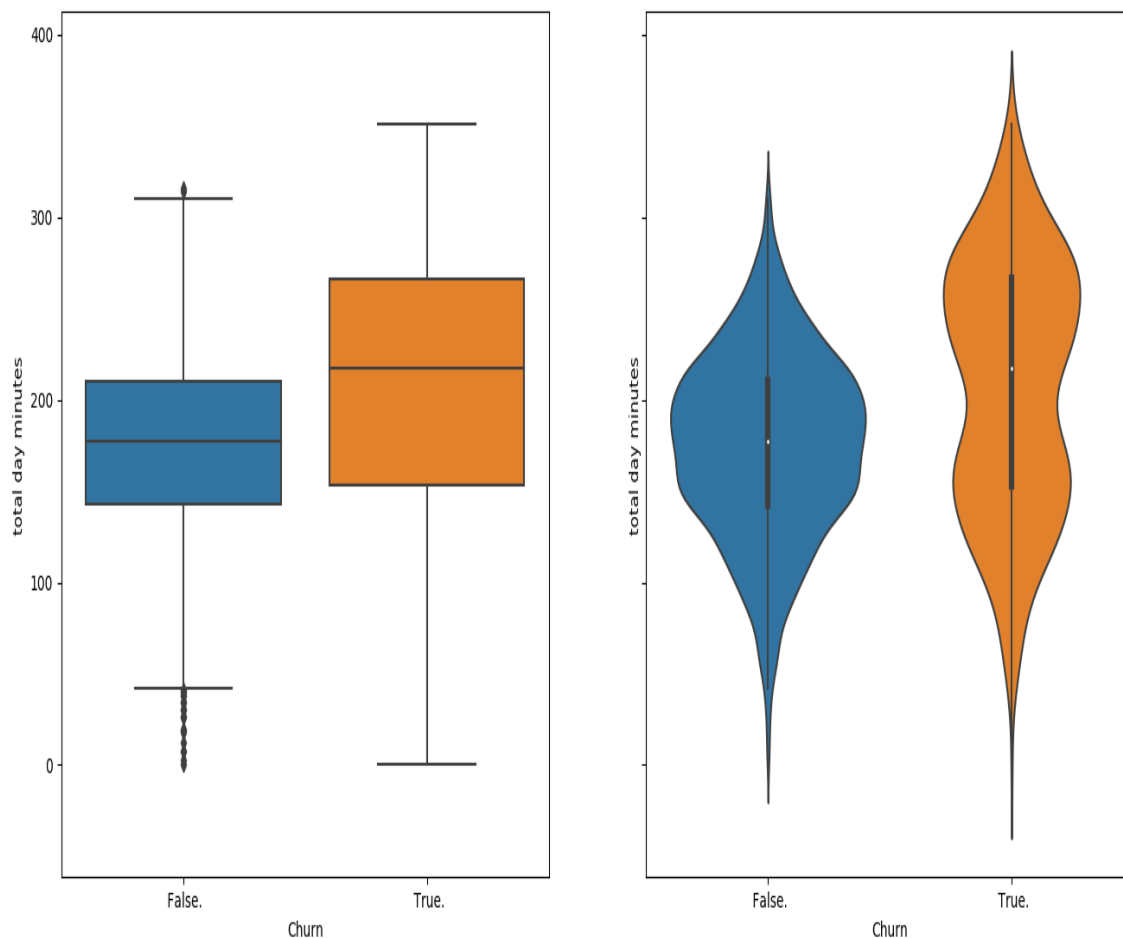 400
300
200
100
0
total day minutes
False.
True.
Churn
total day minutes
False.
True.
Churn